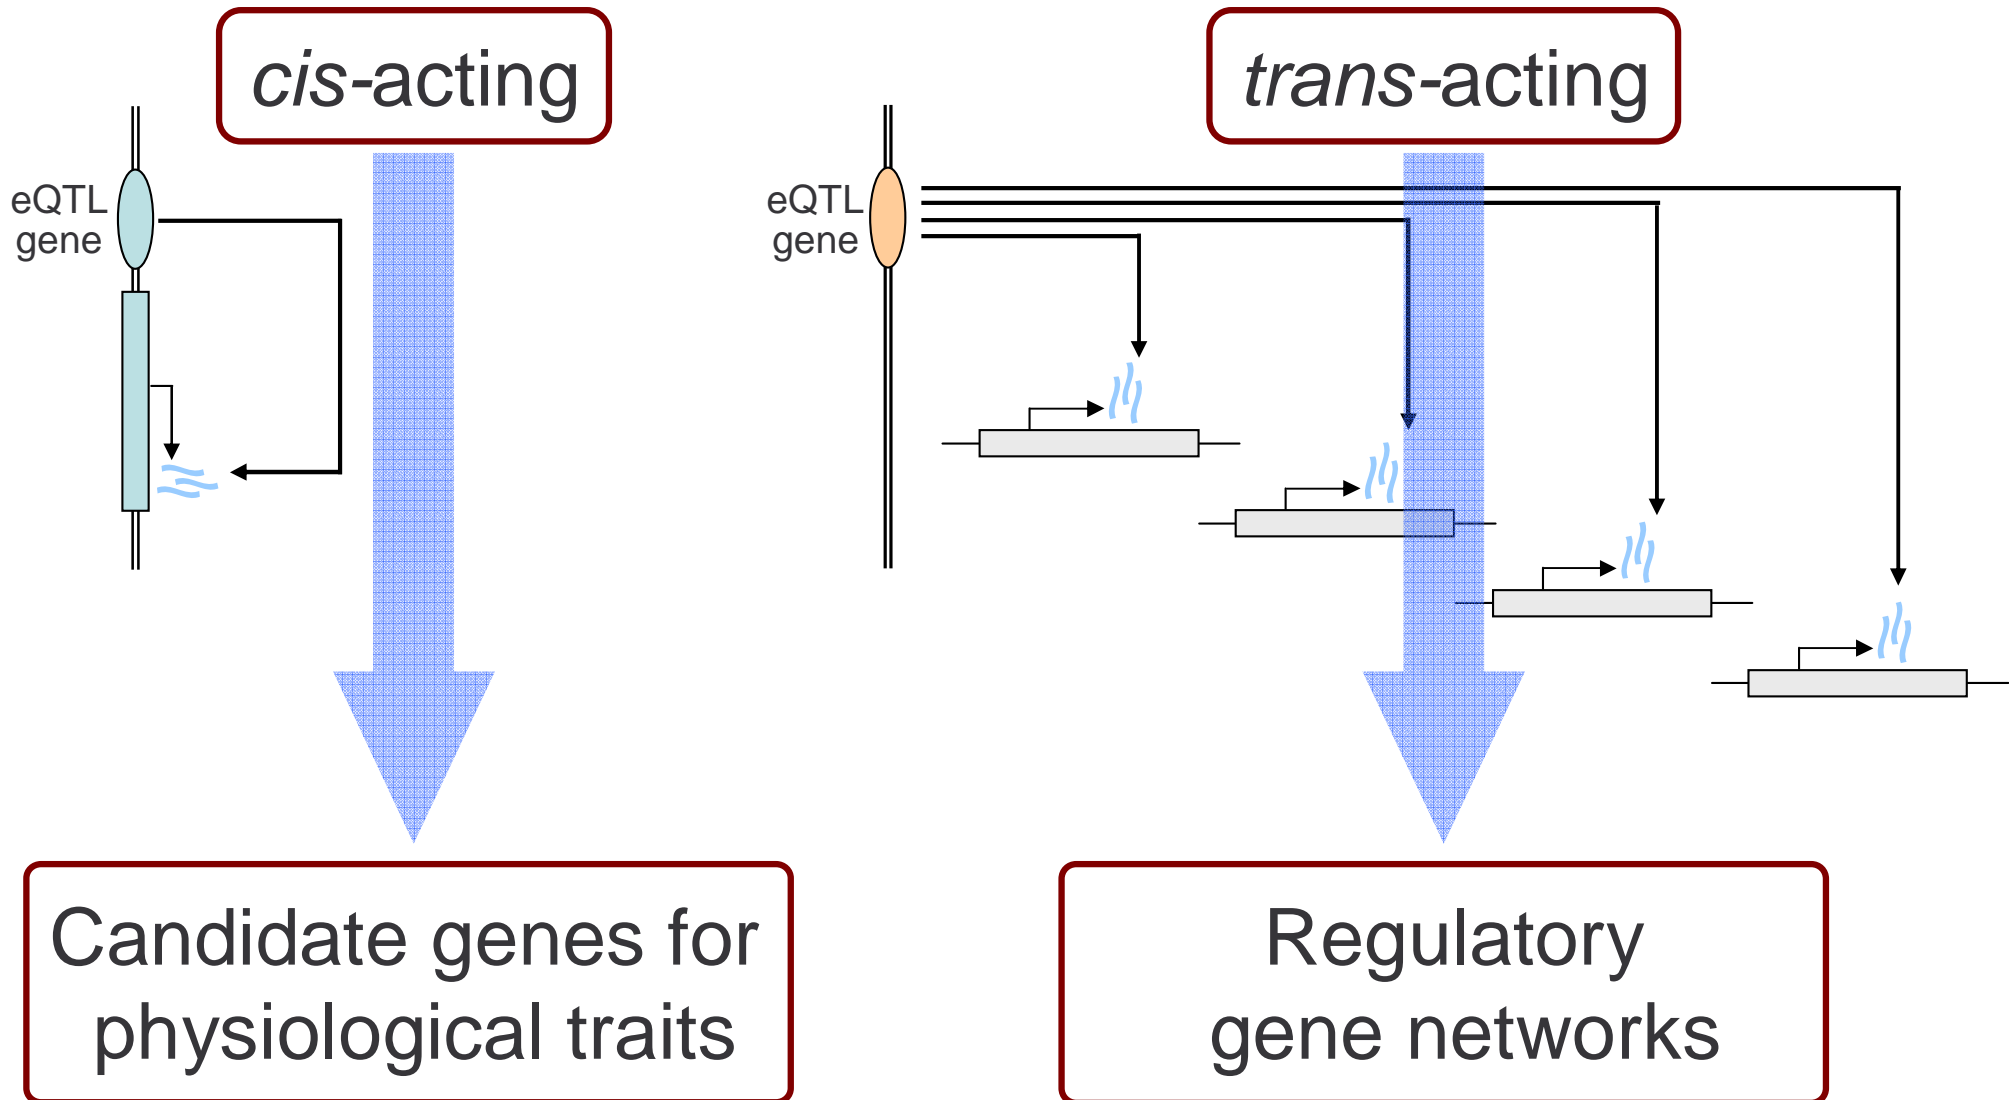 cis-acting
trans-acting
eQTL
gene
eQTL
gene
Candidate genes for
physiological traits
Regulatory
gene networks